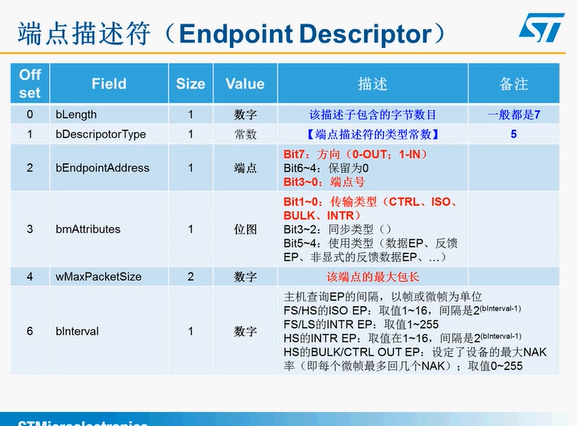 端点描述符（Endpoint Descriptor）
ST
Off
set
Field
Size
Value
描述
备注
0
bLength
1
数字
该描述子包含的字节数目
一般都是7
1
bDescripotorType
1
常数
【端点描述符的类型常数】
5
2
bEndpointAddress
1
端点
Bit7：方向（0-OUT；1-IN）
Bit6~4：保留为0
Bit3~0：端点号
3
bmAttributes
1
位图
Bit1~0：传输类型（CTRL、ISO、
BULK、INTR）
Bit3~2：同步类型（）
Bit5~4：使用类型（数据EP、反馈
EP、非显式的反馈数据EP、…）
4
wMaxPacketSize
2
数字
该端点的最大包长
6
bInterval
1
数字
主机查询EP的间隔，以帧或微帧为单位
FS/HS的ISO EP：取值1~16，间隔是2(bInterval-1)
FS/LS的INTR EP：取值1~255
HS的INTR EP：取值在1~16，间隔是2(bInterval-1)
HS的BULK/CTRL OUT EP：设定了设备的最大NAK
率（即每个微帧最多回几个NAK）；取值0~255
STMicroelectronics